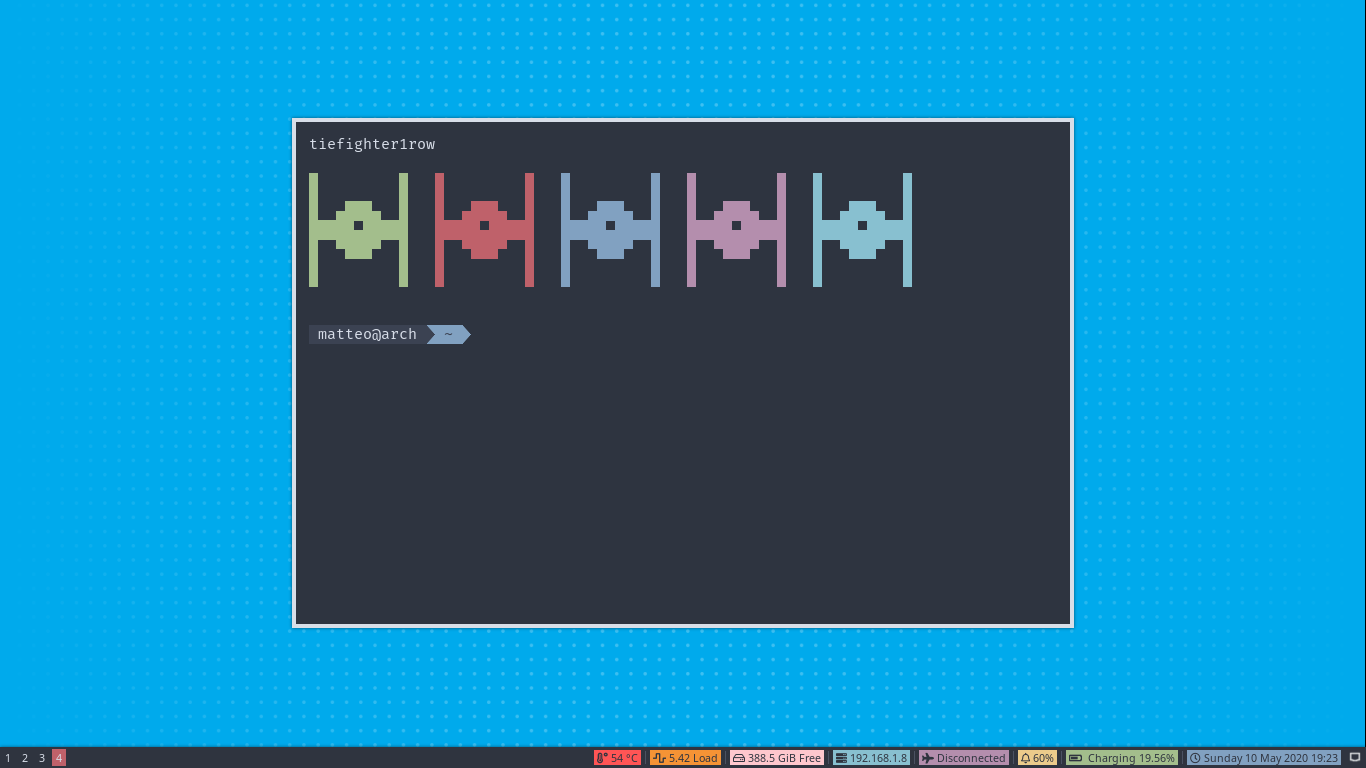 tiefighter1row
matteo@arch ~
1 2 3 4 54 °C 5.42 Load 388.5 GiB Free 192.168.1.8 Disconnected 60% Charging 19.56% Sunday 10 May 2020 19:23